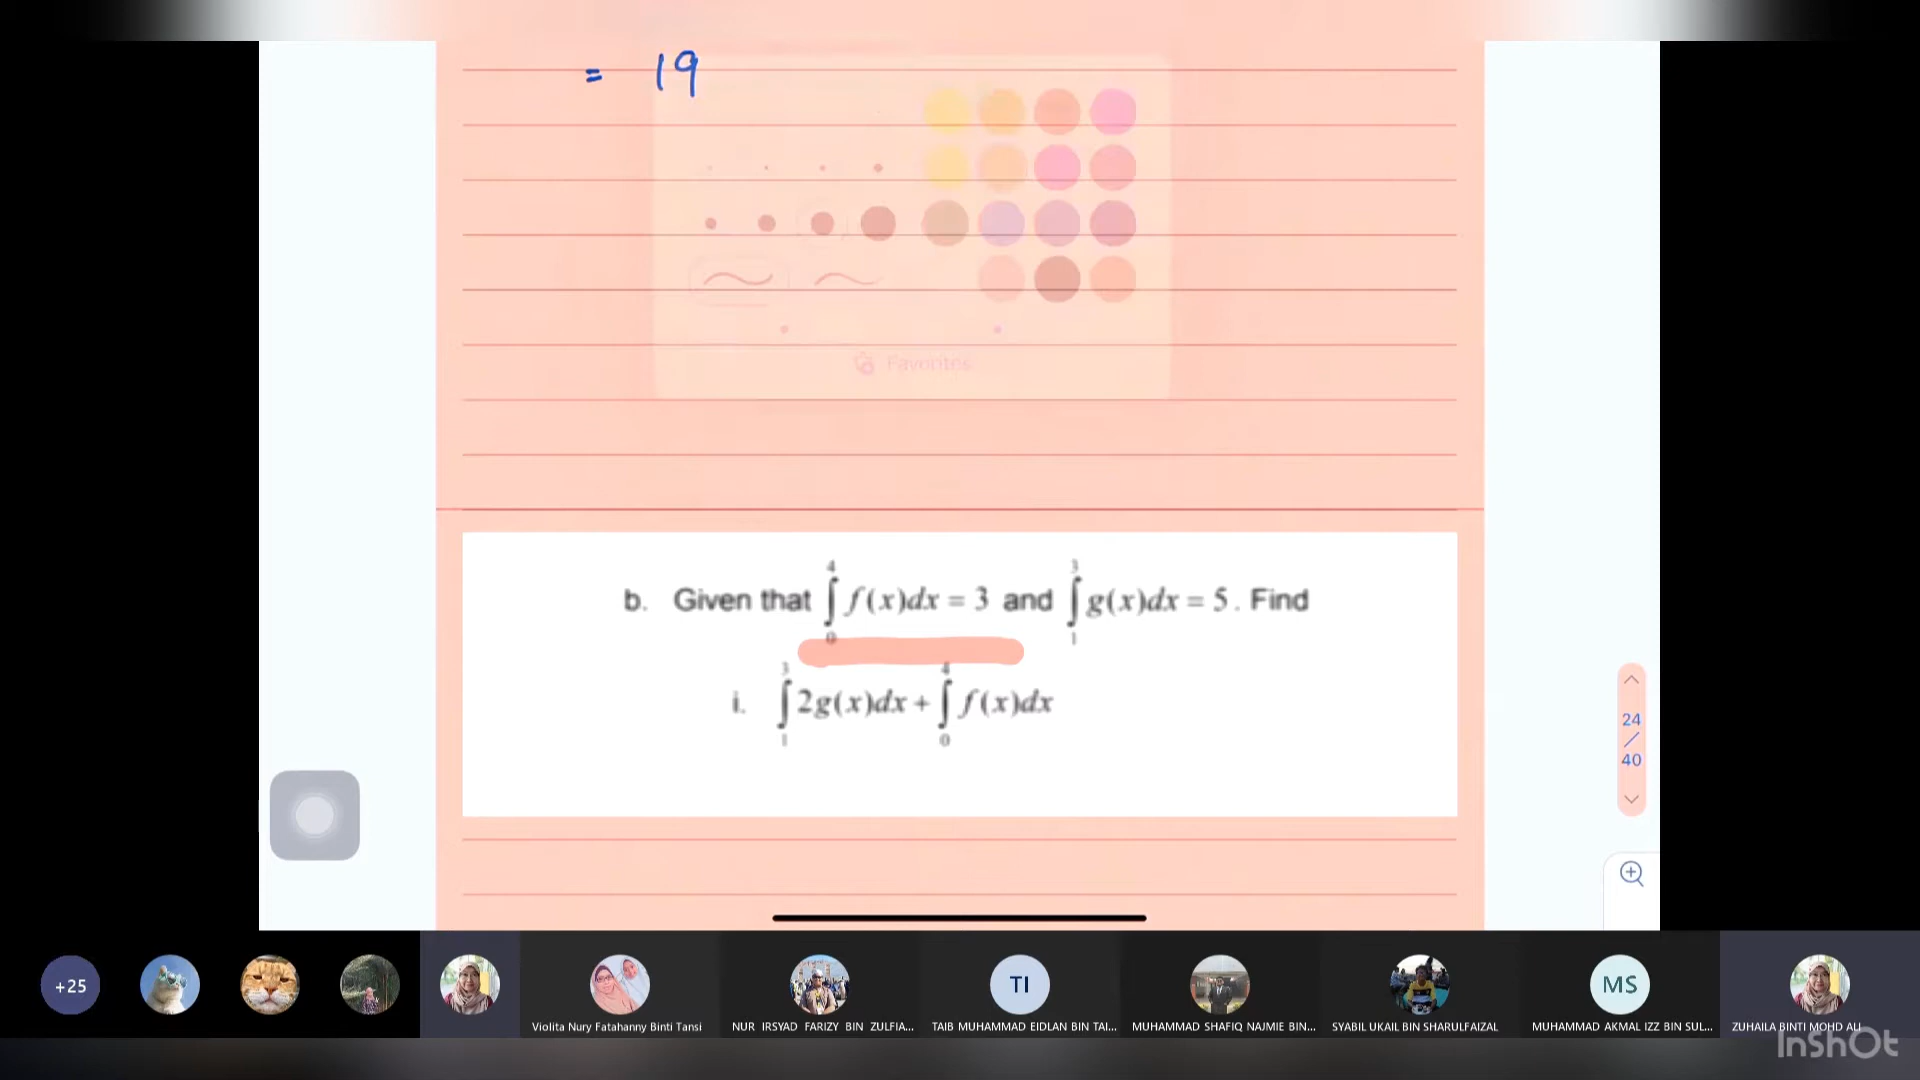 = 19
Favorites
b. Given that ∫₀⁴ f(x)dx = 3 and ∫₁³ g(x)dx = 5. Find
i. ∫₁³ 2g(x)dx + ∫₀⁴ f(x)dx
24
/
40
+25
TI
MS
Violita Nury Fatahanny Binti Tansi
NUR IRSYAD FARIZY BIN ZULFIA...
TAIB MUHAMMAD EIDLAN BIN TAI...
MUHAMMAD SHAFIQ NAJMIE BIN...
SYABIL UKAIL BIN SHARULFAIZAL
MUHAMMAD AKMAL IZZ BIN SUL...
ZUHAILA BINTI MOHD ALI
InShOt